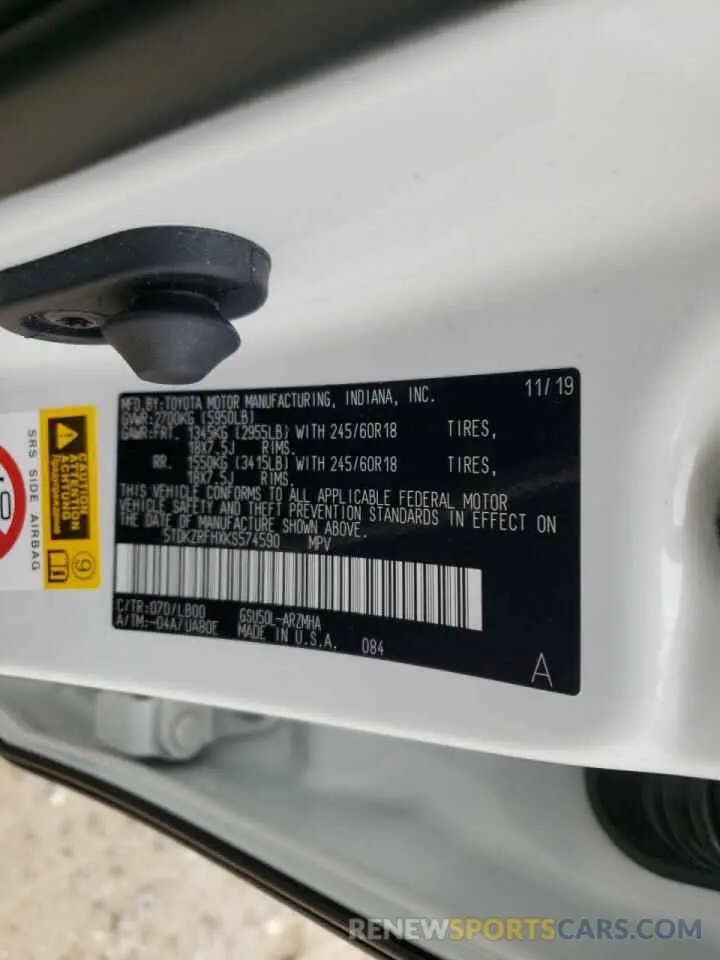 MFD.BY:TOYOTA MOTOR MANUFACTURING, INDIANA, INC. 11/19
GVWR:2700KG (5950LB)
GAWR:FRT. 1345KG (2955LB) WITH 245/60R18 TIRES,
18X7.5J RIMS.
RR. 1550KG (3415LB) WITH 245/60R18 TIRES,
18X7.5J RIMS.
THIS VEHICLE CONFORMS TO ALL APPLICABLE FEDERAL MOTOR
VEHICLE SAFETY AND THEFT PREVENTION STANDARDS IN EFFECT ON
THE DATE OF MANUFACTURE SHOWN ABOVE.
5TDKZRFHXKS574590 MPV
C/TR:070/LB00 GSU50L-ARZMHA
A/TM:-04A/UA80E MADE IN U.S.A. 084
A
SRS SIDE AIRBAG
CAUTION
ATTENTION
ACHTUNG
9
RENEWSPORTSCARS.COM